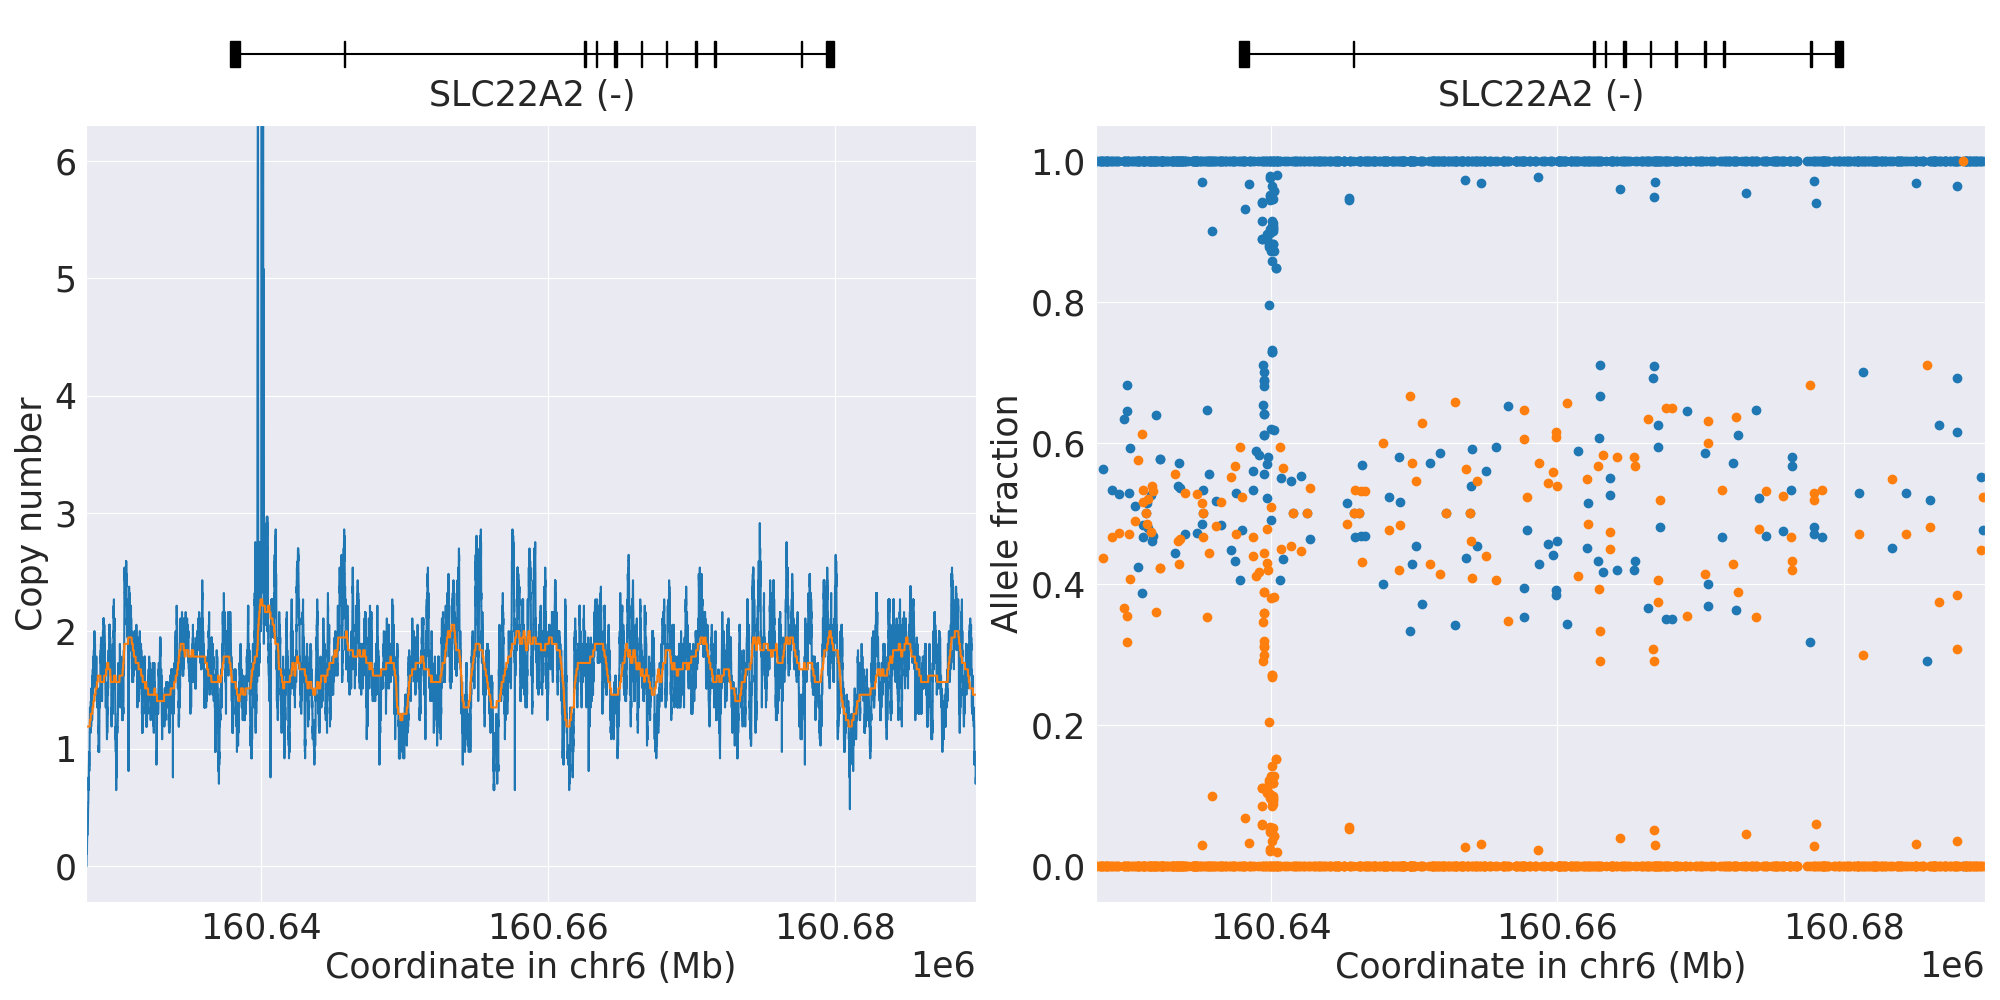 SLC22A2 (-)
6
5
4
3
2
1
0
Copy number
160.64 160.66 160.68
Coordinate in chr6 (Mb) 1e6
SLC22A2 (-)
1.0
0.8
0.6
0.4
0.2
0.0
Allele fraction
160.64 160.66 160.68
Coordinate in chr6 (Mb) 1e6